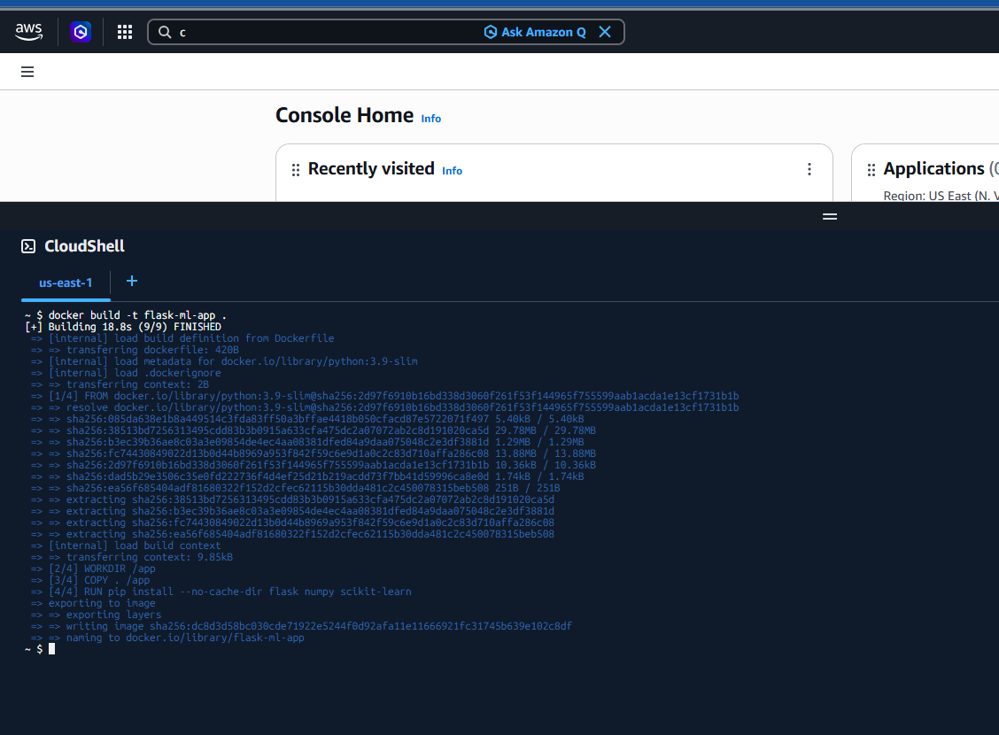 aws
c
Ask Amazon Q
Console Home Info
Recently visited Info
Applications (0
Region: US East (N. V
CloudShell
us-east-1 +
~ $ docker build -t flask-ml-app .
[+] Building 18.8s (9/9) FINISHED
=> [internal] load build definition from Dockerfile
=> => transferring dockerfile: 420B
=> [internal] load metadata for docker.io/library/python:3.9-slim
=> [internal] load .dockerignore
=> => transferring context: 2B
=> [1/4] FROM docker.io/library/python:3.9-slim@sha256:2d97f6910b16bd338d3060f261f53f144965f755599aab1acda1e13cf1731b1b
=> => resolve docker.io/library/python:3.9-slim@sha256:2d97f6910b16bd338d3060f261f53f144965f755599aab1acda1e13cf1731b1b
=> => sha256:085da638e1b8a449514c3fda83ff50a3bffae4418b050cfacd87e5722071f497 5.40kB / 5.40kB
=> => sha256:38513bd7256313495cdd83b3b0915a633cfa475dc2a07072ab2c8d191020ca5d 29.78MB / 29.78MB
=> => sha256:b3ec39b36ae8c03a3e09854de4ec4aa08381dfed84a9daa075048c2e3df3881d 1.29MB / 1.29MB
=> => sha256:fc74430849022d13b0d44b8969a953f842f59c6e9d1a0c2c83d710affa286c08 13.88MB / 13.88MB
=> => sha256:2d97f6910b16bd338d3060f261f53f144965f755599aab1acda1e13cf1731b1b 10.36kB / 10.36kB
=> => sha256:dad5b29e3506c35e0fd222736f4d4ef25d21b219acdd73f7bb41d59996ca8e0d 1.74kB / 1.74kB
=> => sha256:ea56f685404adf81680322f152d2cfec62115b30dda481c2c450078315beb508 251B / 251B
=> => extracting sha256:38513bd7256313495cdd83b3b0915a633cfa475dc2a07072ab2c8d191020ca5d
=> => extracting sha256:b3ec39b36ae8c03a3e09854de4ec4aa08381dfed84a9daa075048c2e3df3881d
=> => extracting sha256:fc74430849022d13b0d44b8969a953f842f59c6e9d1a0c2c83d710affa286c08
=> => extracting sha256:ea56f685404adf81680322f152d2cfec62115b30dda481c2c450078315beb508
=> [internal] load build context
=> => transferring context: 9.85kB
=> [2/4] WORKDIR /app
=> [3/4] COPY . /app
=> [4/4] RUN pip install --no-cache-dir flask numpy scikit-learn
=> exporting to image
=> => exporting layers
=> => writing image sha256:dc8d3d58bc030cde71922e5244f0d92afa11e11666921fc31745b639e102c8df
=> => naming to docker.io/library/flask-ml-app
~ $